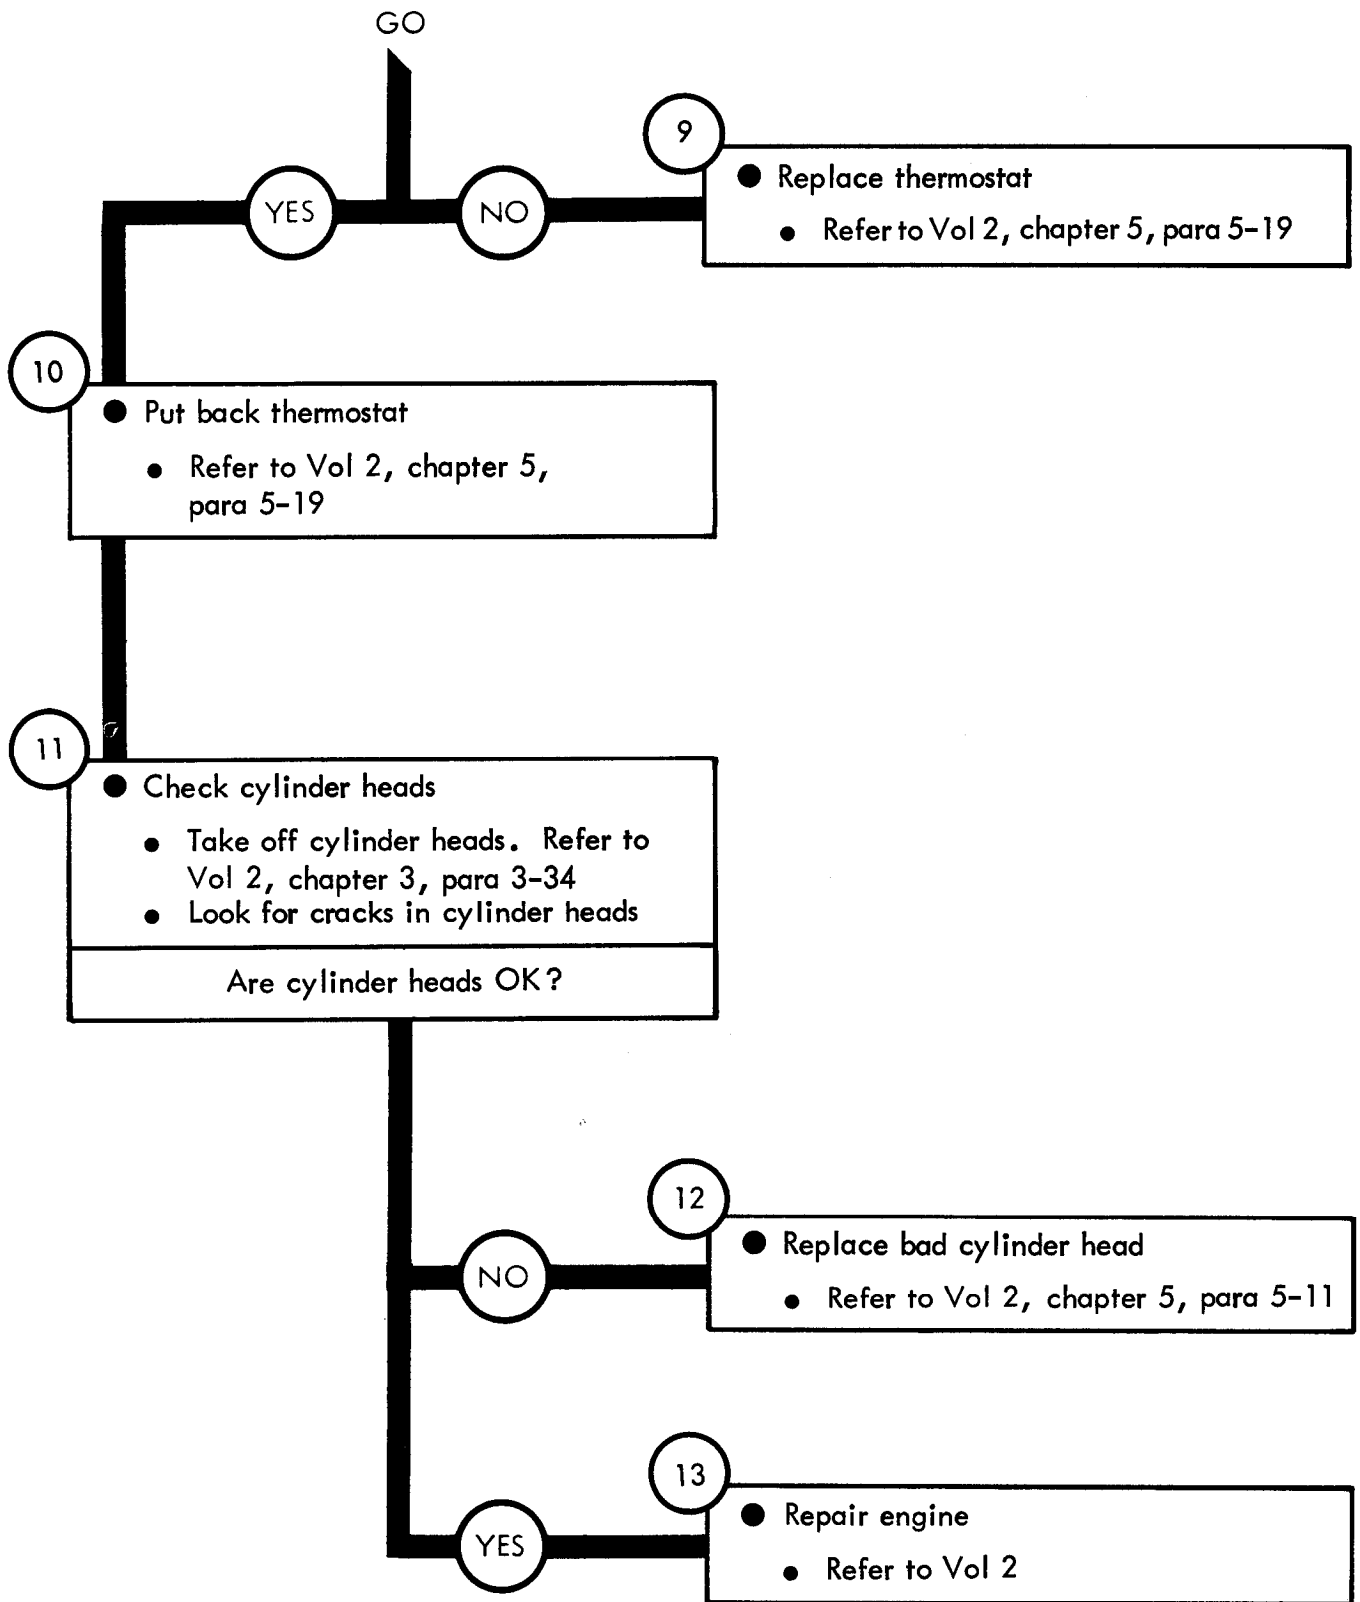 GO
YES
NO
9
● Replace thermostat
● Refer to Vol 2, chapter 5, para 5-19
10
● Put back thermostat
● Refer to Vol 2, chapter 5,
para 5-19
11
● Check cylinder heads
● Take off cylinder heads. Refer to
Vol 2, chapter 3, para 3-34
● Look for cracks in cylinder heads
Are cylinder heads OK?
NO
12
● Replace bad cylinder head
● Refer to Vol 2, chapter 5, para 5-11
YES
13
● Repair engine
● Refer to Vol 2